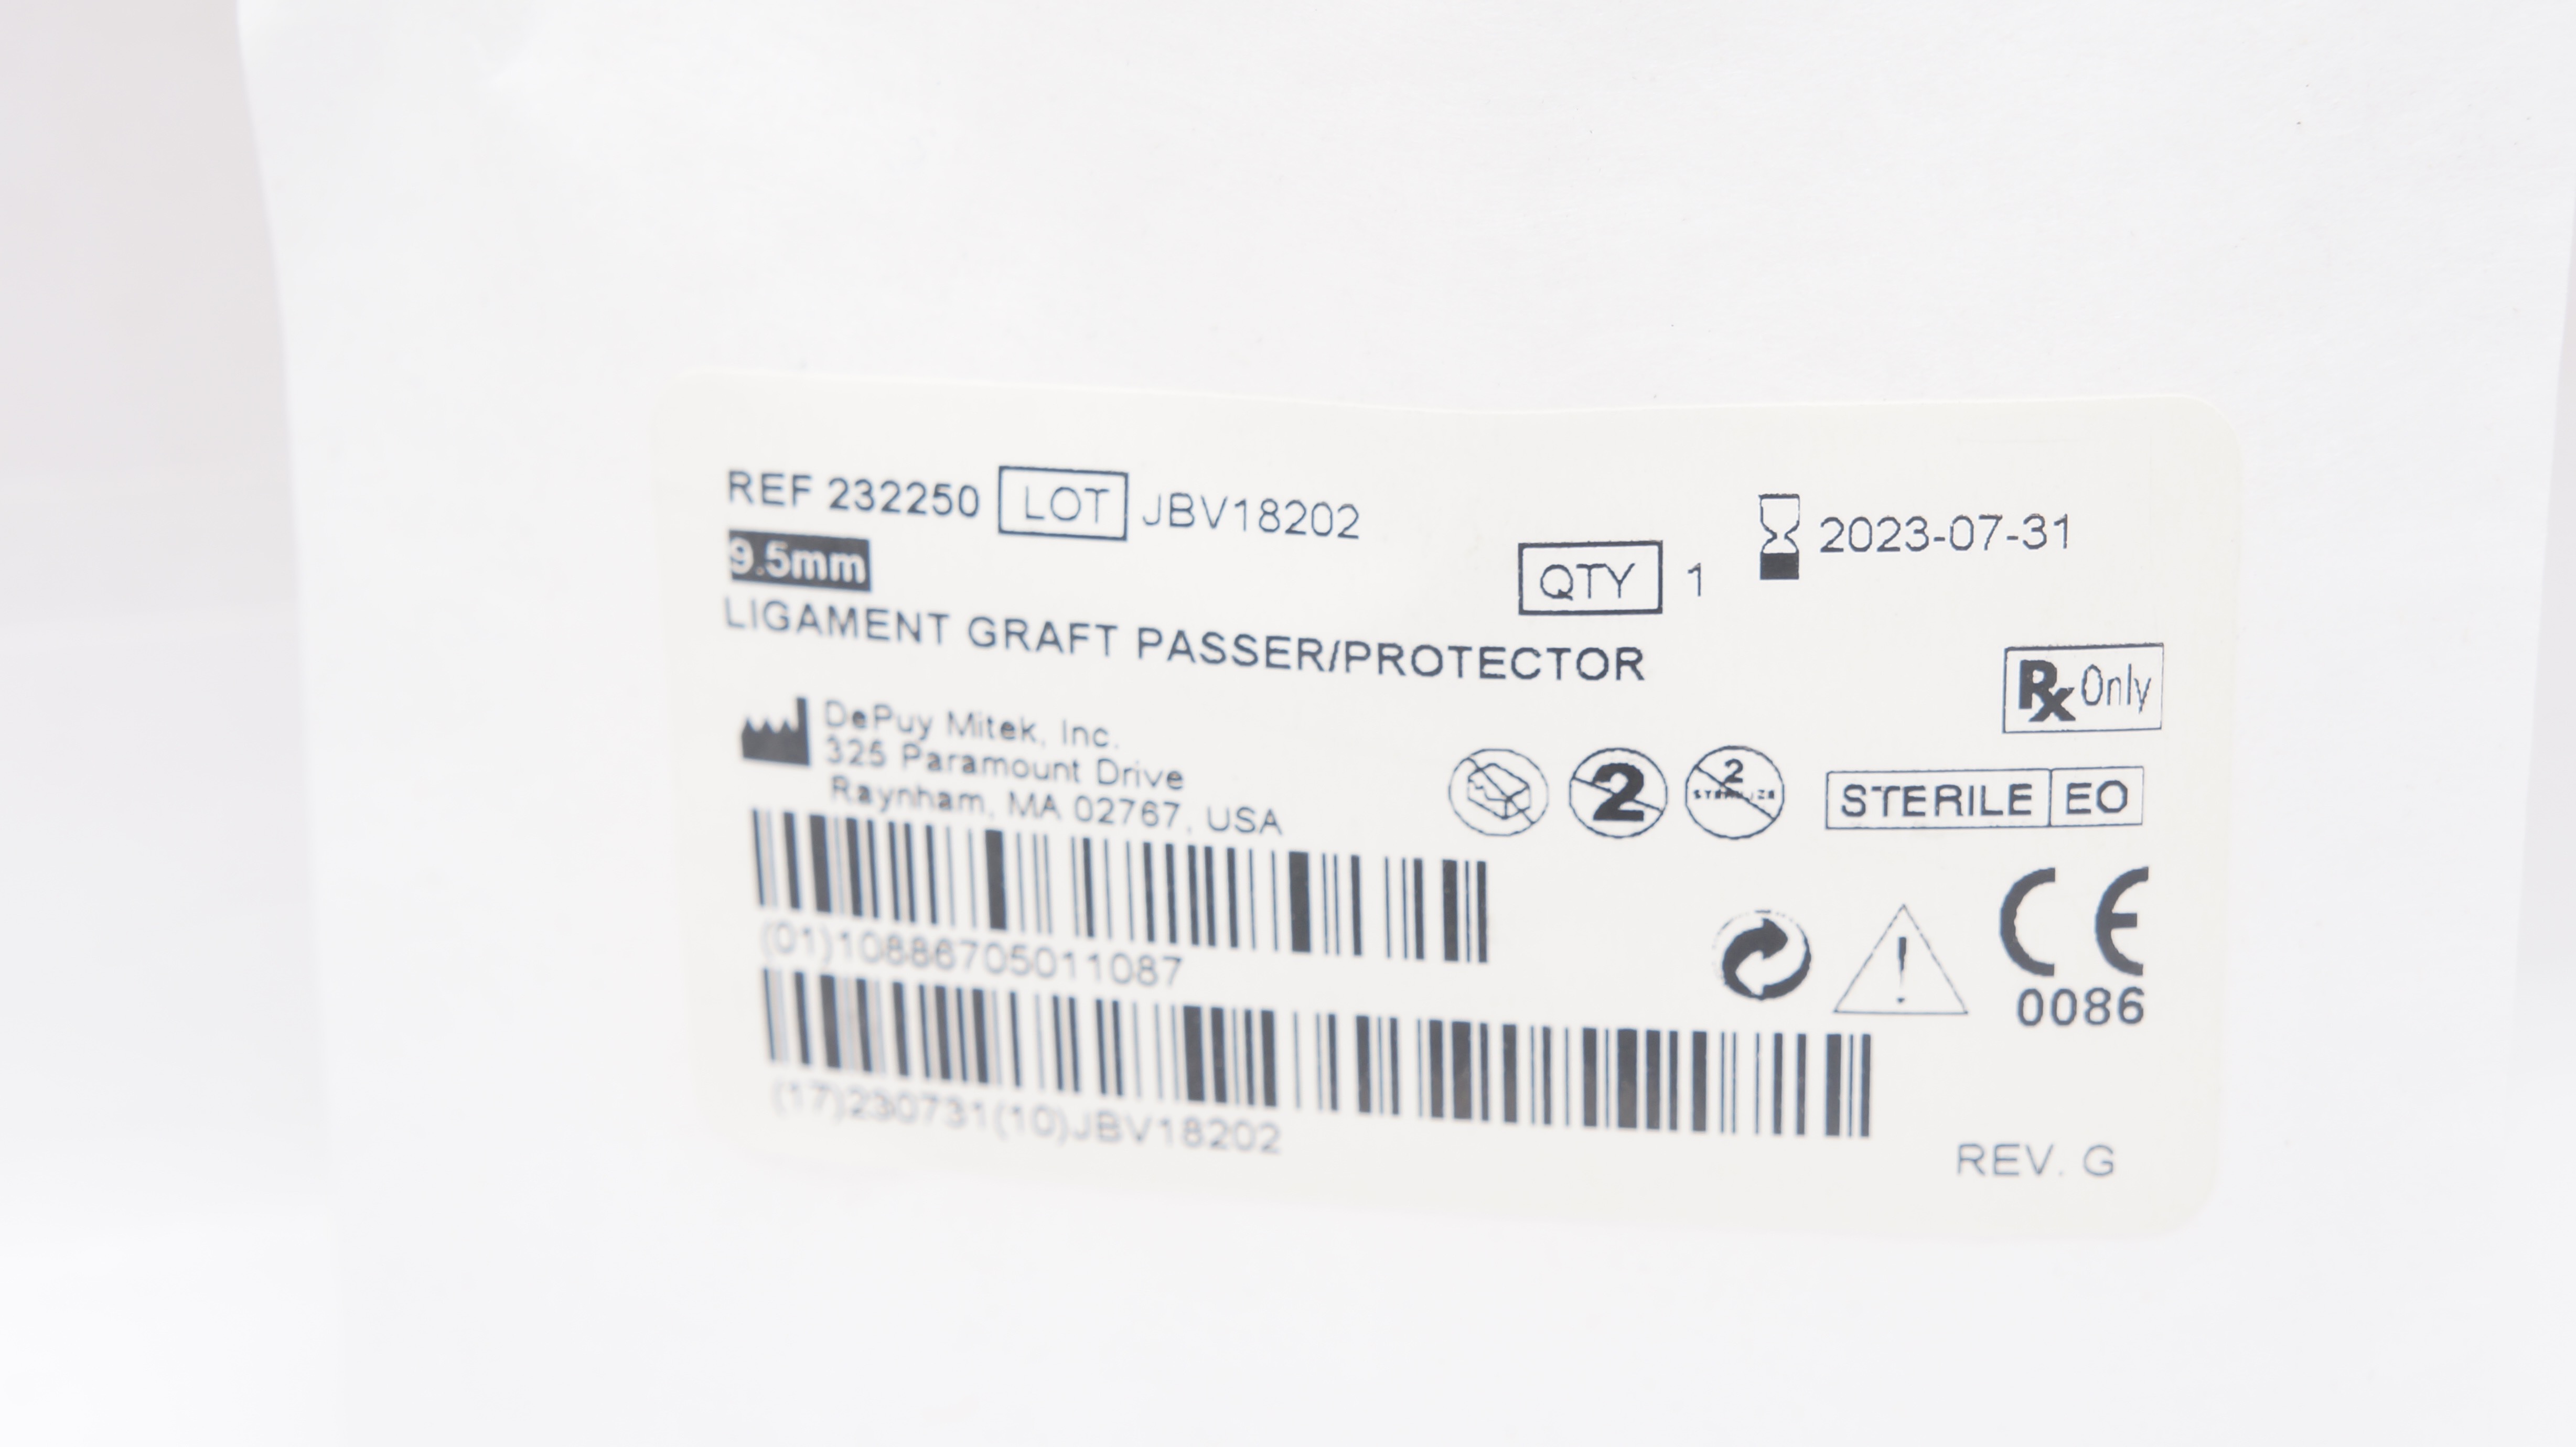 REF 232250 LOT JBV18202
9.5mm
QTY 1
2023-07-31
LIGAMENT GRAFT PASSER/PROTECTOR
Rx Only
DePuy Mitek, Inc.
325 Paramount Drive
Raynham, MA 02767, USA
2
2
STERILE EO
(01)10886705011087
CE
0086
(17)230731(10)JBV18202
REV. G